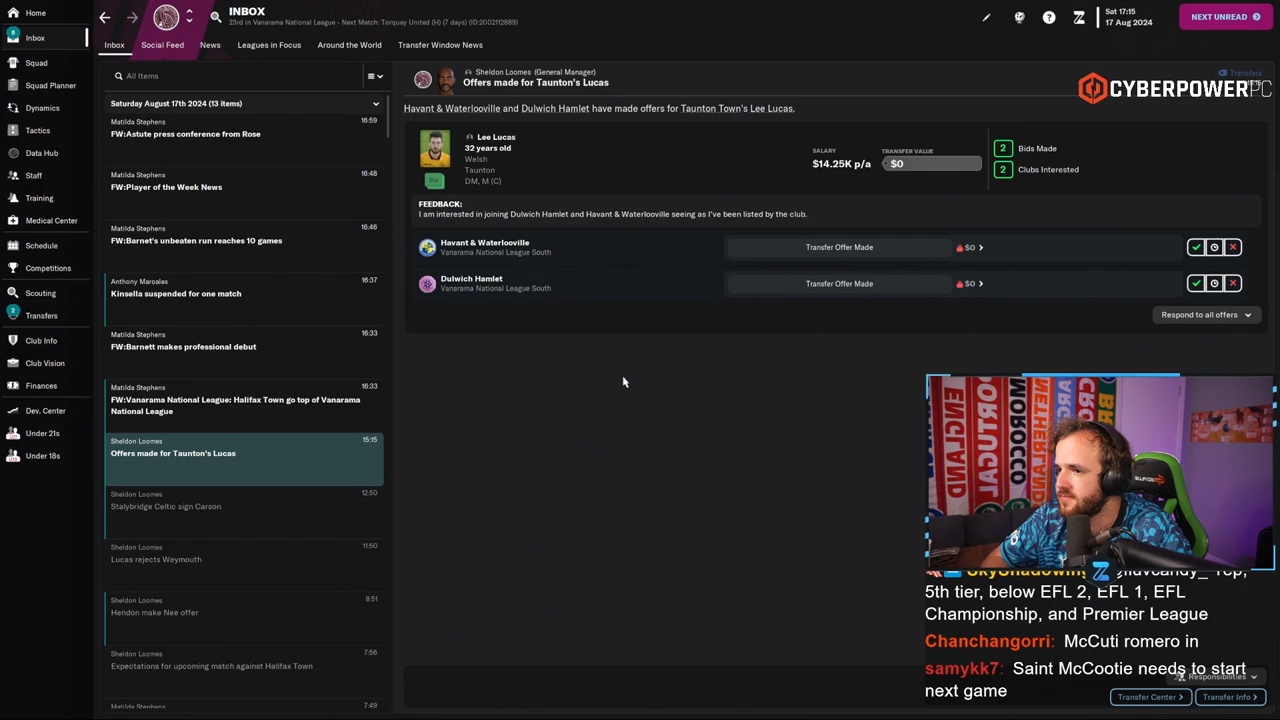 Home
INBOX
23rd in Vanarama National League - Next Match: Torquay United (H) (7 days) (ID:2002112889)
Sat 17:15
17 Aug 2024
NEXT UNREAD
6
Inbox
Squad
Squad Planner
Dynamics
Tactics
Data Hub
Staff
Training
Medical Center
Schedule
Competitions
Scouting
2
Transfers
Club Info
Club Vision
Finances
Dev. Center
Under 21s
Under 18s
Inbox
Social Feed
News
Leagues in Focus
Around the World
Transfer Window News
All Items
Saturday August 17th 2024 (13 items)
Matilda Stephens
16:59
FW:Astute press conference from Rose
Matilda Stephens
16:48
FW:Player of the Week News
Matilda Stephens
16:46
FW:Barnet's unbeaten run reaches 10 games
Anthony Maroales
16:37
Kinsella suspended for one match
Matilda Stephens
16:33
FW:Barnett makes professional debut
Matilda Stephens
16:33
FW:Vanarama National League: Halifax Town go top of Vanarama
National League
Sheldon Loomes
15:15
Offers made for Taunton's Lucas
Sheldon Loomes
12:50
Stalybridge Celtic sign Carson
Sheldon Loomes
11:50
Lucas rejects Weymouth
Sheldon Loomes
8:51
Hendon make Nee offer
Sheldon Loomes
7:56
Expectations for upcoming match against Halifax Town
Matilda Stephens
7:49
Sheldon Loomes (General Manager)
Offers made for Taunton's Lucas
Transfers
CYBERPOWERPC
Havant & Waterlooville and Dulwich Hamlet have made offers for Taunton Town's Lee Lucas.
Lee Lucas
32 years old
Welsh
Taunton
DM, M (C)
SALARY
$14.25K p/a
TRANSFER VALUE
$0
2
Bids Made
2
Clubs Interested
FEEDBACK:
I am interested in joining Dulwich Hamlet and Havant & Waterlooville seeing as I've been listed by the club.
Havant & Waterlooville
Vanarama National League South
Transfer Offer Made
$0
Dulwich Hamlet
Vanarama National League South
Transfer Offer Made
$0
Respond to all offers
5th tier, below EFL 2, EFL 1, EFL
Championship, and Premier League
Chanchangorri: McCuti romero in
samykk7: Saint McCootie needs to start
next game
Responsibilities
Transfer Center
Transfer Info